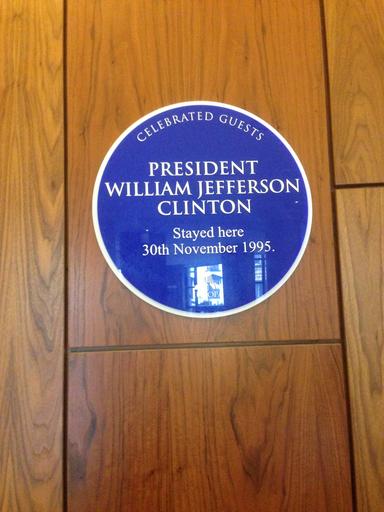 CELEBRATED GUESTS
PRESIDENT
WILLIAM JEFFERSON
CLINTON
Stayed here
30th November 1995.